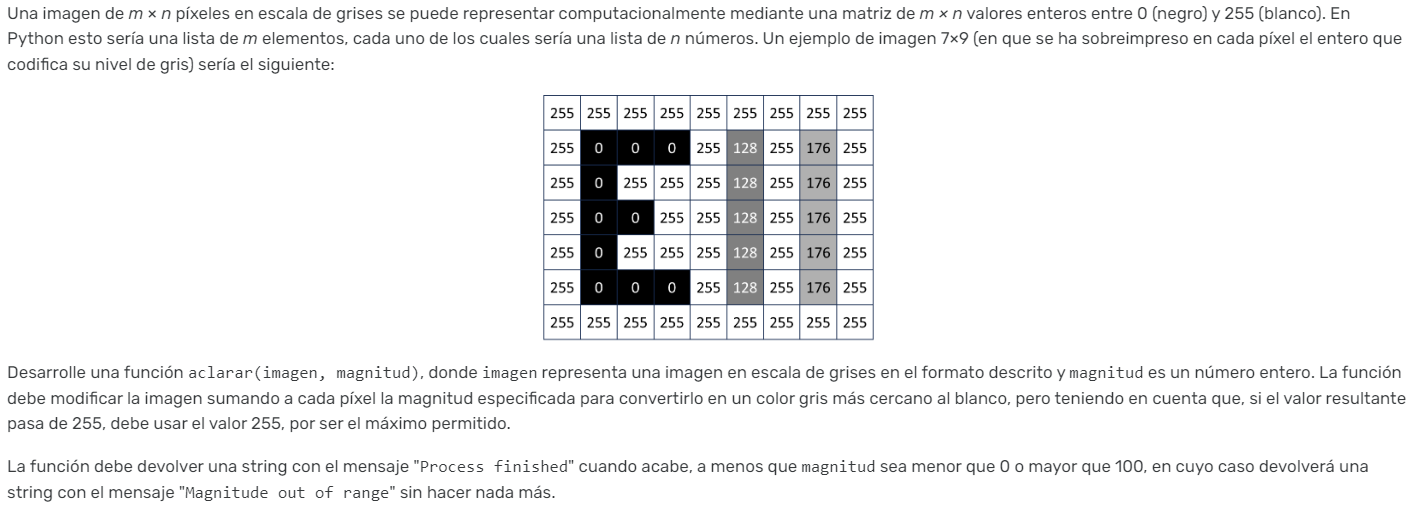 Una imagen de m × n píxeles en escala de grises se puede representar computacionalmente mediante una matriz de m × n valores enteros entre 0 (negro) y 255 (blanco). En
Python esto sería una lista de m elementos, cada uno de los cuales sería una lista de n números. Un ejemplo de imagen 7×9 (en que se ha sobreimpreso en cada píxel el entero que
codifica su nivel de gris) sería el siguiente:
255 255 255 255 255 255 255 255 255
255 0 0 0 255 128 255 176 255
255 0 255 255 255 128 255 176 255
255 0 0 255 255 128 255 176 255
255 0 255 255 255 128 255 176 255
255 0 0 0 255 128 255 176 255
255 255 255 255 255 255 255 255 255
Desarrolle una función aclarar(imagen, magnitud), donde imagen representa una imagen en escala de grises en el formato descrito y magnitud es un número entero. La función
debe modificar la imagen sumando a cada píxel la magnitud especificada para convertirlo en un color gris más cercano al blanco, pero teniendo en cuenta que, si el valor resultante
pasa de 255, debe usar el valor 255, por ser el máximo permitido.
La función debe devolver una string con el mensaje "Process finished" cuando acabe, a menos que magnitud sea menor que 0 o mayor que 100, en cuyo caso devolverá una
string con el mensaje "Magnitude out of range" sin hacer nada más.